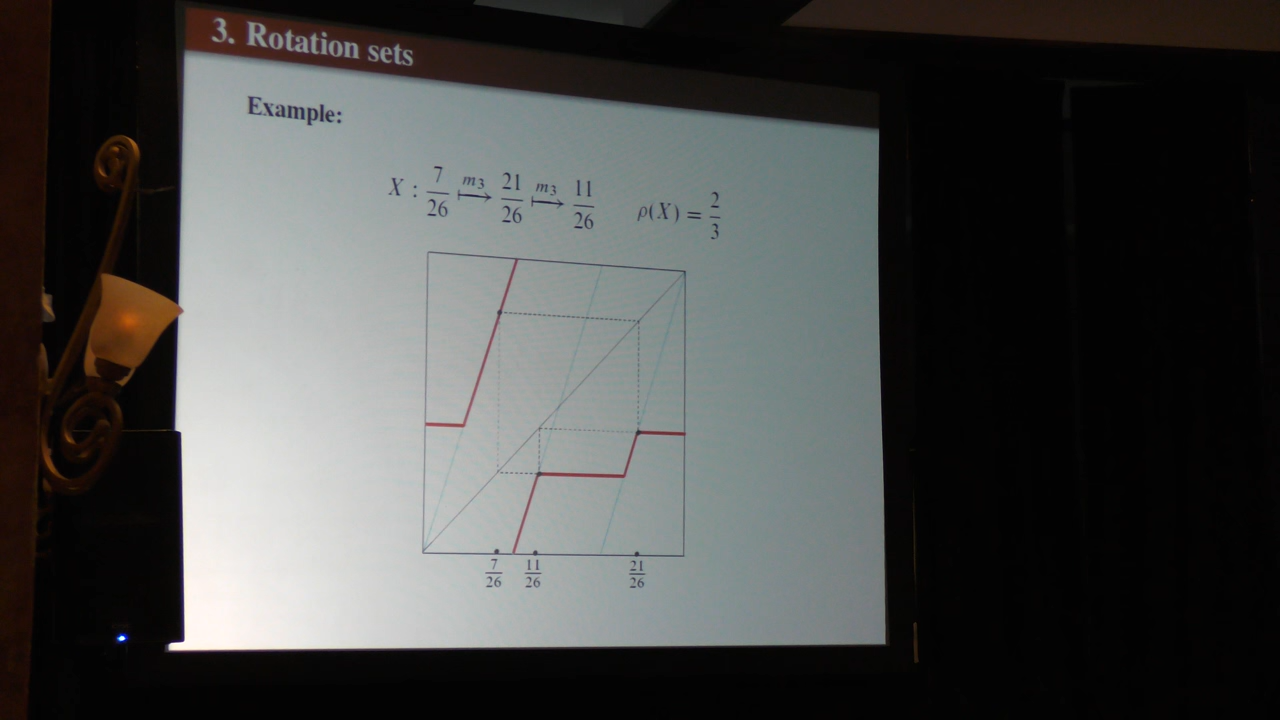 3. Rotation sets
Example:
X : 7/26 ↦ m₃ 21/26 ↦ m₃ 11/26 ρ(X) = 2/3
7/26 11/26 21/26